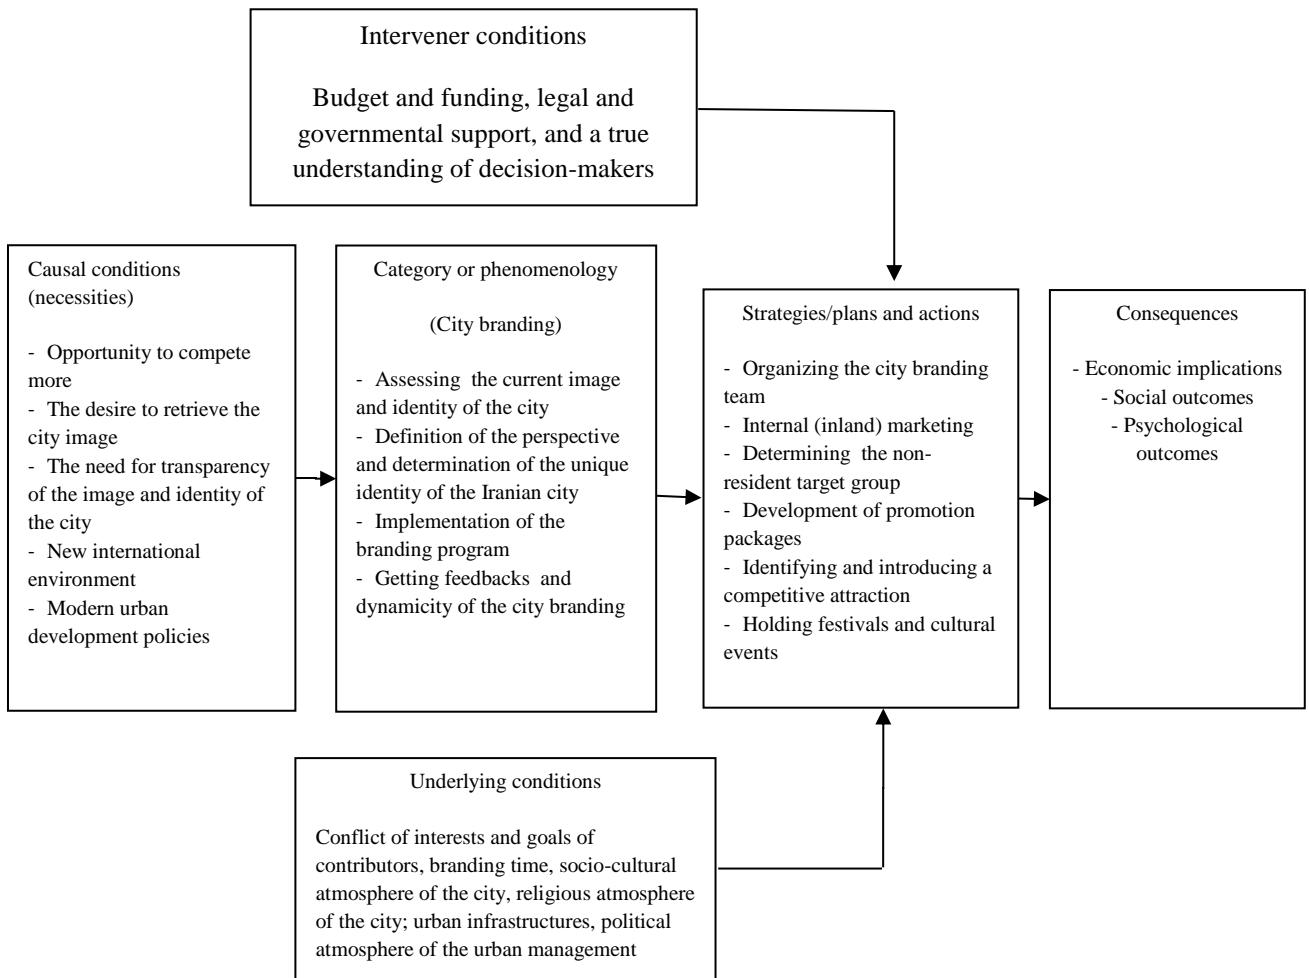 Intervener conditions
Budget and funding, legal and
governmental support, and a true
understanding of decision-makers
Causal conditions
(necessities)
- Opportunity to compete
more
- The desire to retrieve the
city image
- The need for transparency
of the image and identity of
the city
- New international
environment
- Modern urban
development policies
Category or phenomenology
(City branding)
- Assessing the current image
and identity of the city
- Definition of the perspective
and determination of the unique
identity of the Iranian city
- Implementation of the
branding program
- Getting feedbacks and
dynamicity of the city branding
Strategies/plans and actions
- Organizing the city branding
team
- Internal (inland) marketing
- Determining the non-
resident target group
- Development of promotion
packages
- Identifying and introducing a
competitive attraction
- Holding festivals and cultural
events
Consequences
- Economic implications
- Social outcomes
- Psychological
outcomes
Underlying conditions
Conflict of interests and goals of
contributors, branding time, socio-cultural
atmosphere of the city, religious atmosphere
of the city; urban infrastructures, political
atmosphere of the urban management